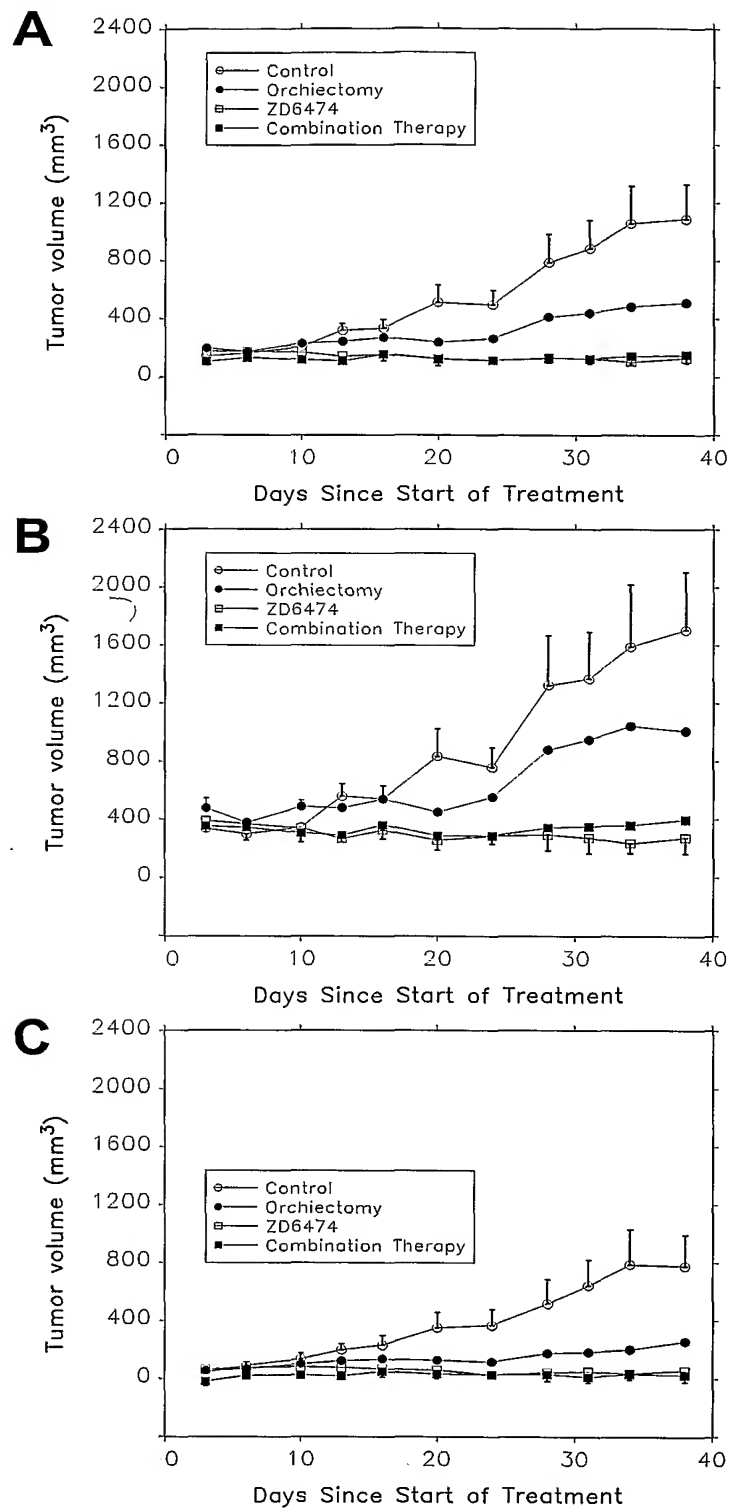 A
2400
2000
1600
1200
800
400
0
Tumor volume (mm³)
Control
Orchiectomy
ZD6474
Combination Therapy
0 10 20 30 40
Days Since Start of Treatment
B
2400
2000
1600
1200
800
400
0
Tumor volume (mm³)
Control
Orchiectomy
ZD6474
Combination Therapy
0 10 20 30 40
Days Since Start of Treatment
C
2400
2000
1600
1200
800
400
0
Tumor volume (mm³)
Control
Orchiectomy
ZD6474
Combination Therapy
0 10 20 30 40
Days Since Start of Treatment